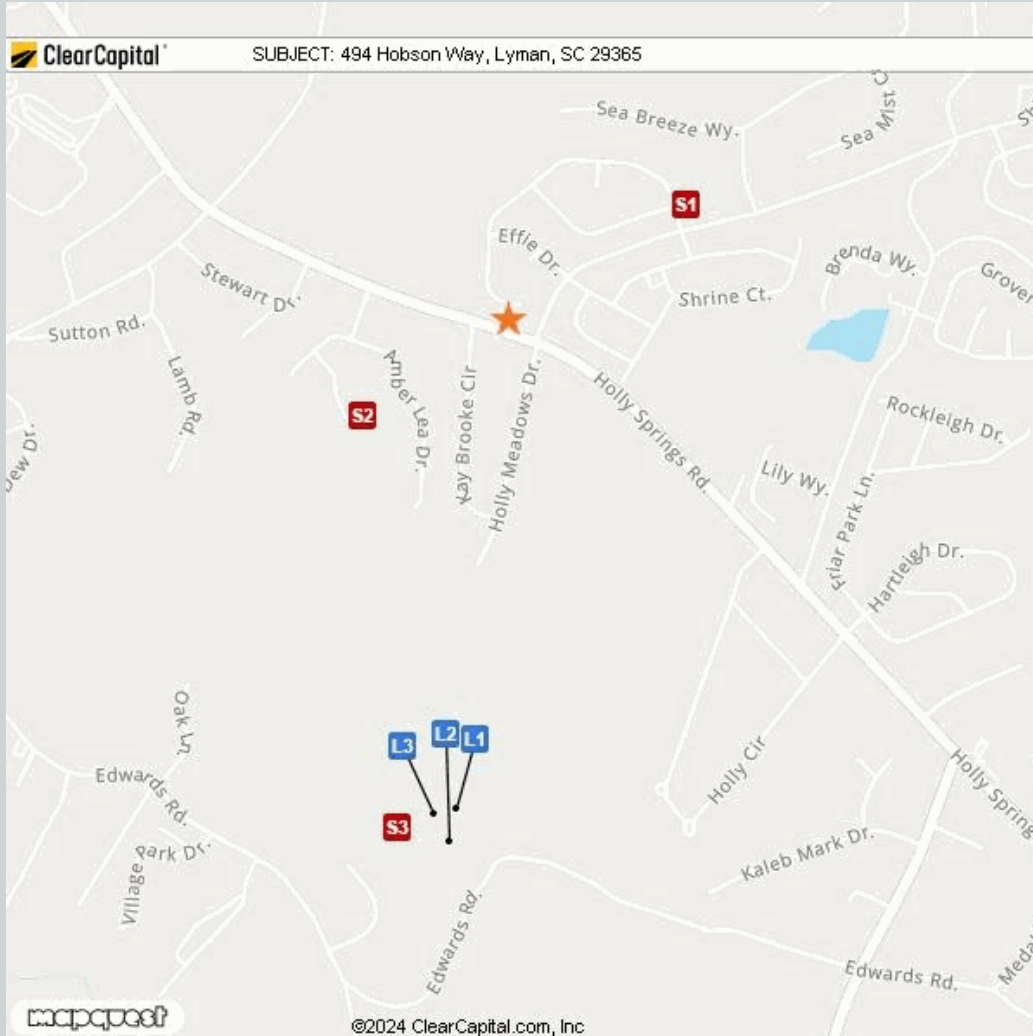 ClearCapital
SUBJECT: 494 Hobson Way, Lyman, SC 29365
Sea Breeze Wy.
Sea Mist
S1
Effie Dr.
Brenda Wy.
Grover
Stewart Dr.
Shrine Ct.
Sutton Rd.
Lamb Rd.
Amber Lea Dr.
Kay Brooke Cir
Holly Meadows Dr.
Holly Springs Rd.
S2
Rockleigh Dr.
Dew Dr.
Lily Wy.
Friar Park Ln.
Hartleigh Dr.
Oak Ln.
L3
L2
L1
Holly Cir
Holly Spring
Edwards Rd.
S3
Park Dr.
Village
Kaleb Mark Dr.
Edwards Rd.
Edwards Rd.
mapquest
©2024 ClearCapital.com, Inc